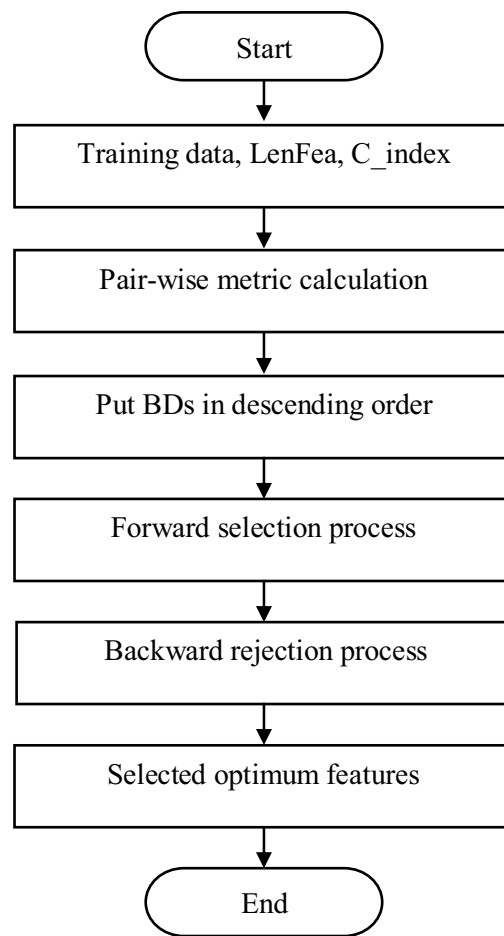 Start
Training data, LenFea, C_index
Pair-wise metric calculation
Put BDs in descending order
Forward selection process
Backward rejection process
Selected optimum features
End